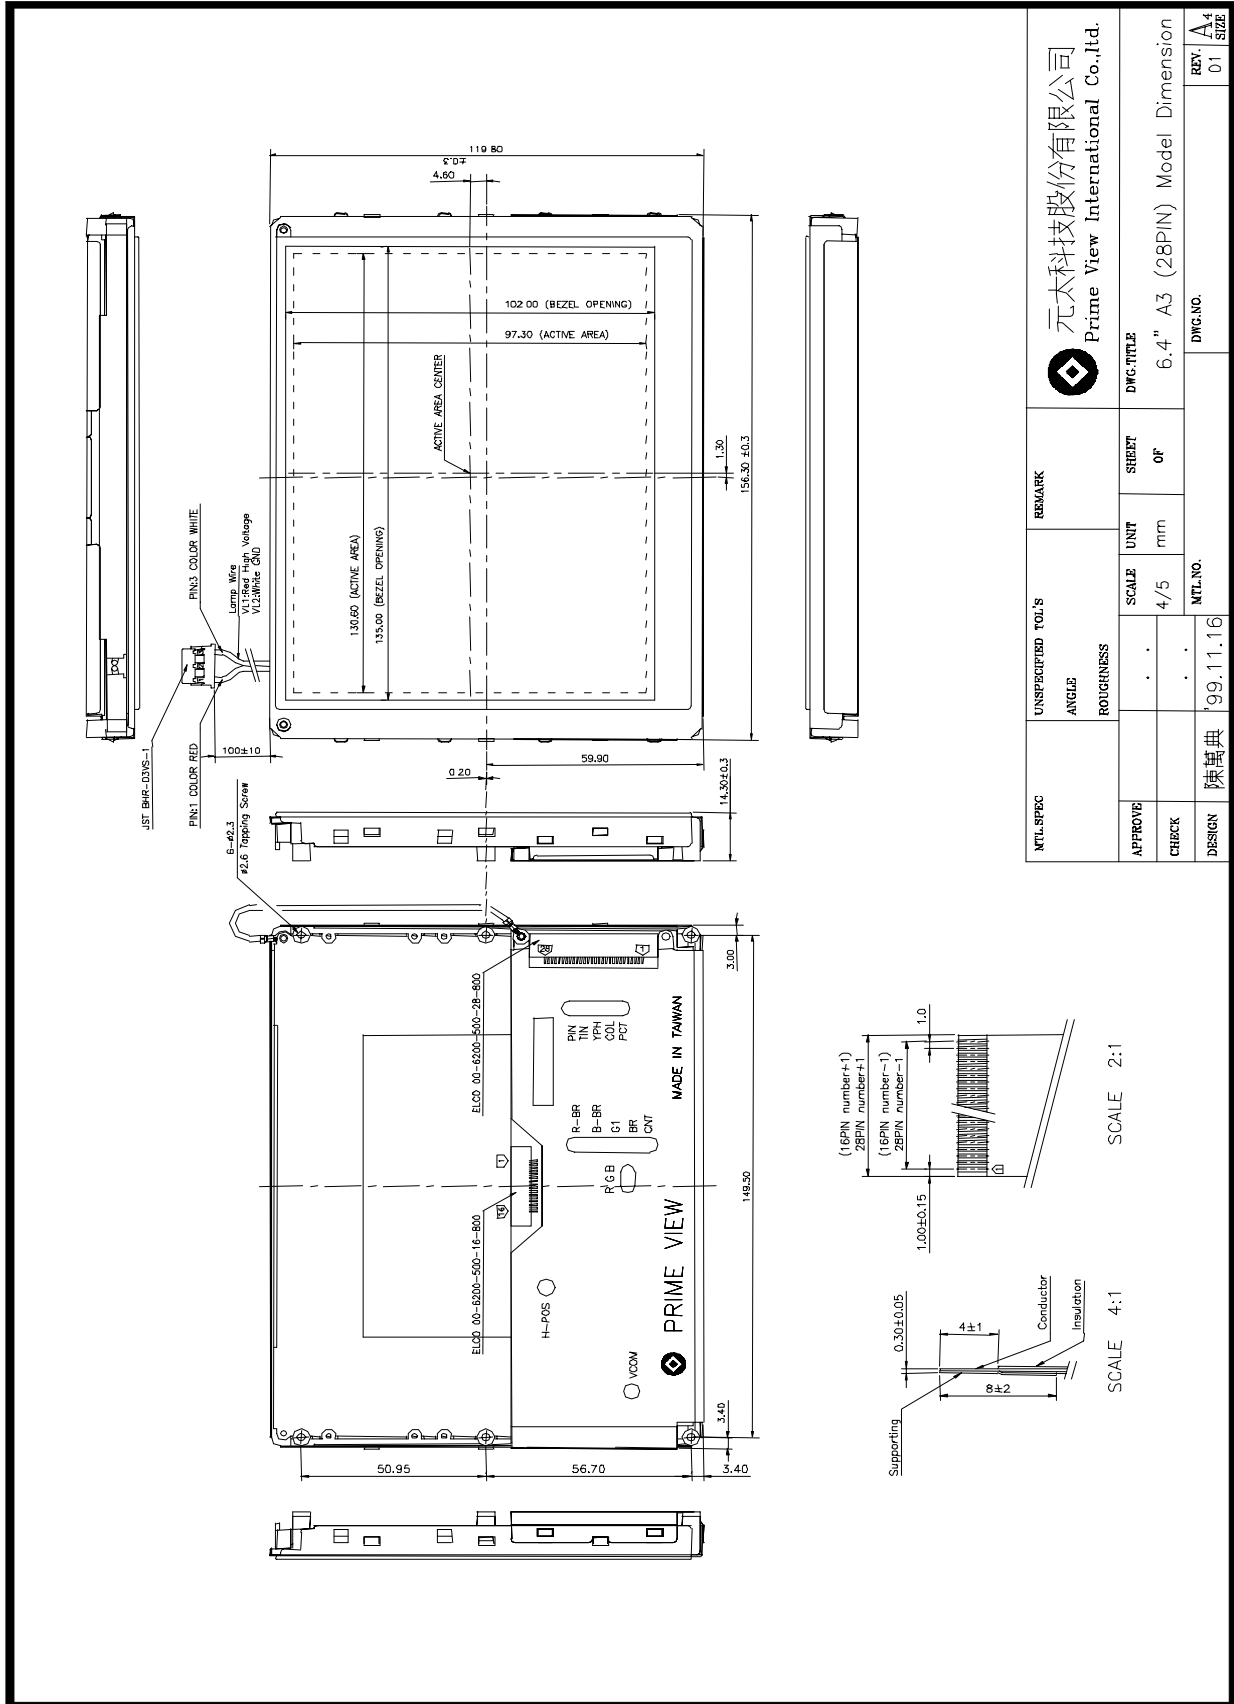 119.80
±0.3
4.60
102.00 (BEZEL OPENING)
97.30 (ACTIVE AREA)
ACTIVE AREA CENTER
130.60 (ACTIVE AREA)
135.00 (BEZEL OPENING)
1.30
156.30 ±0.3
PIN:3 COLOR WHITE
Lamp Wire
VL1:Red High Voltage
VL2:White GND
JST BHR-03VS-1
PIN:1 COLOR RED
100±10
0.20
59.90
14.30±0.3
6-ø2.3
ø2.6 Tapping Screw
ELCO 00-6200-500-28-800
28
1
3.00
PIN
TIN
YPH
COL
PCT
MADE IN TAIWAN
R-BR
B-BR
G1
BR
CNT
R G B
1
16
ELCO 00-6200-500-16-800
H-POS
VCOM
PRIME VIEW
149.50
3.40
50.95
56.70
3.40
1.0
(16PIN number+1)
28PIN number+1
(16PIN number-1)
28PIN number-1
1.00±0.15
1
SCALE 2:1
0.30±0.05
4±1
8±2
Conductor
Insulation
Supporting
SCALE 4:1
元太科技股份有限公司
Prime View International Co.,ltd.
MTL.SPEC
UNSPECIFIED TOL'S
ANGLE
ROUGHNESS
REMARK
APPROVE
CHECK
DESIGN
陳萬典
'99.11.16
SCALE
4/5
UNIT
mm
SHEET
OF
DWG.TITLE
6.4" A3 (28PIN) Model Dimension
MTL.NO.
DWG.NO.
REV.
01
A4
SIZE